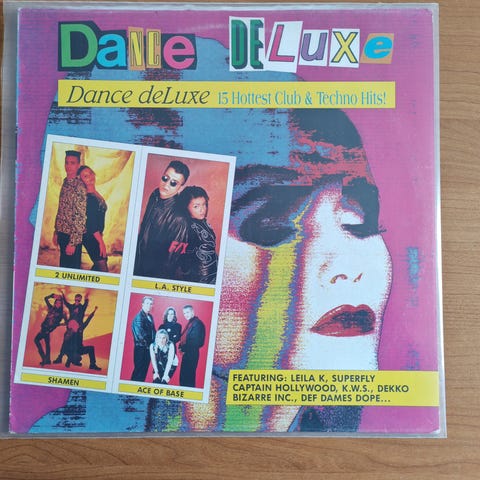 Dance DELuxe
Dance deLuxe 15 Hottest Club & Techno Hits!
2 UNLIMITED
L.A. STYLE
SHAMEN
ACE OF BASE
FEATURING: LEILA K, SUPERFLY
CAPTAIN HOLLYWOOD, K.W.S., DEKKO
BIZARRE INC., DEF DAMES DOPE...